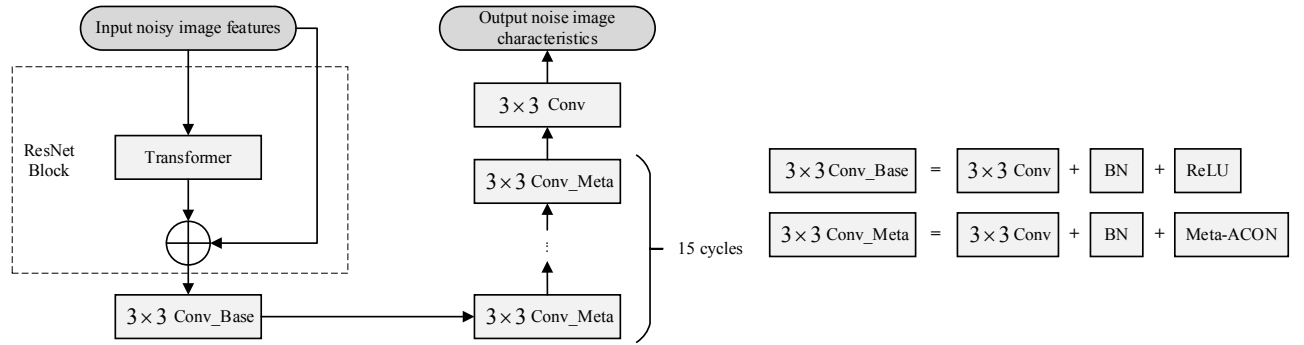 Input noisy image features
ResNet
Block
Transformer
3×3 Conv_Base
Output noise image
characteristics
3×3 Conv
3×3 Conv_Meta
...
3×3 Conv_Meta
15 cycles
3×3 Conv_Base = 3×3 Conv + BN + ReLU
3×3 Conv_Meta = 3×3 Conv + BN + Meta-ACON